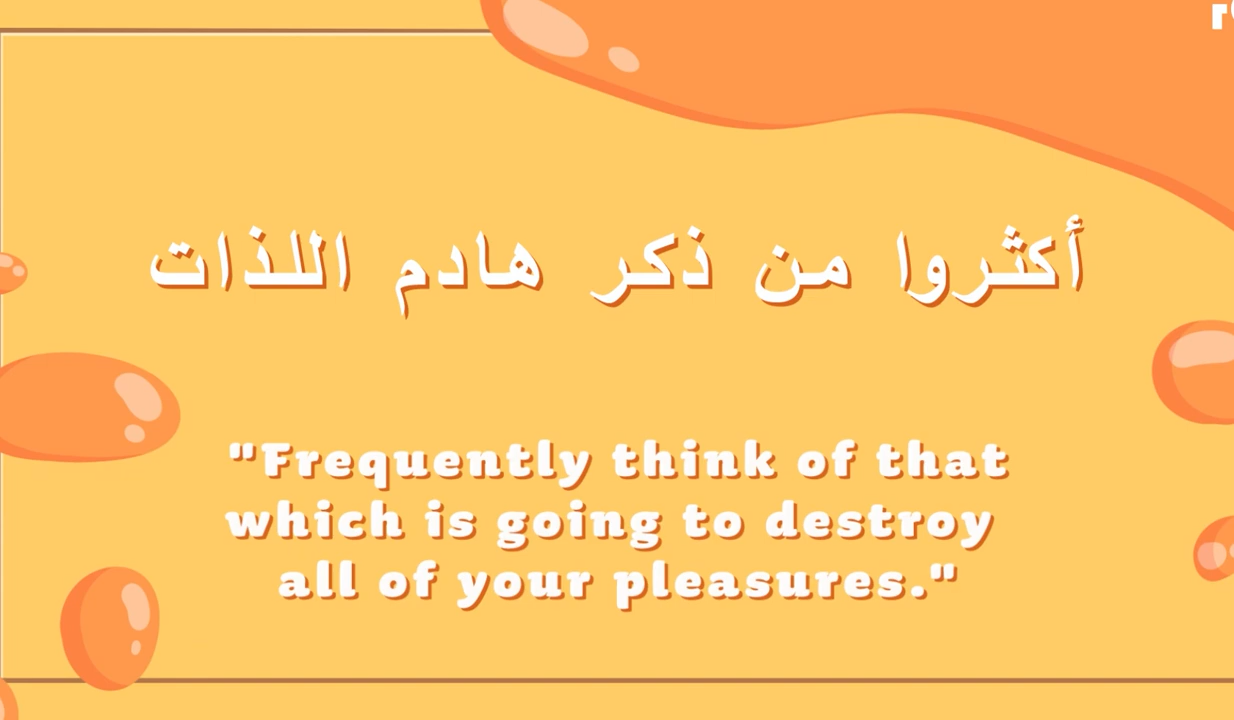 أكثروا من ذكر هادم اللذات
"Frequently think of that
which is going to destroy
all of your pleasures."